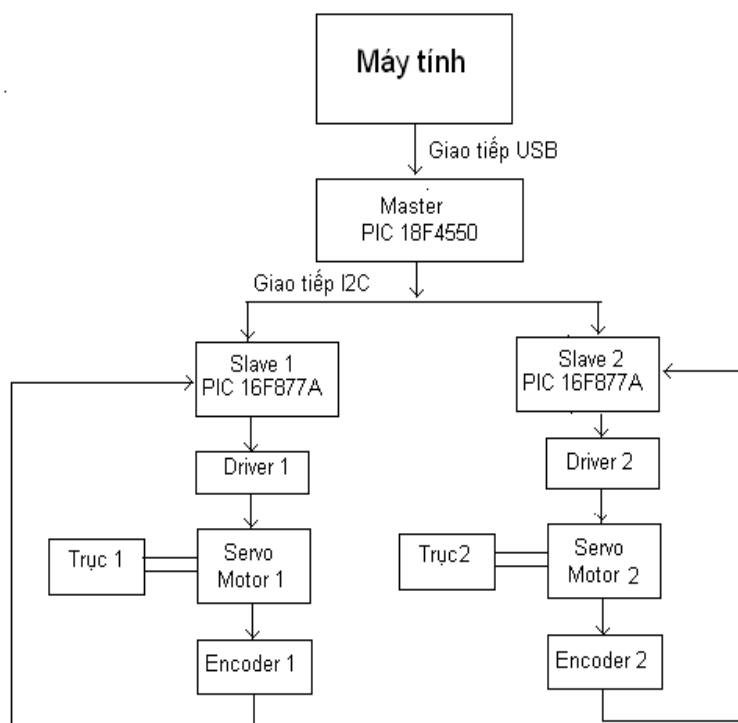 Máy tính
Giao tiếp USB
Master
PIC 18F4550
Giao tiếp I2C
Slave 1
PIC 16F877A
Slave 2
PIC 16F877A
Driver 1
Driver 2
Trục 1
Servo
Motor 1
Trục2
Servo
Motor 2
Encoder 1
Encoder 2